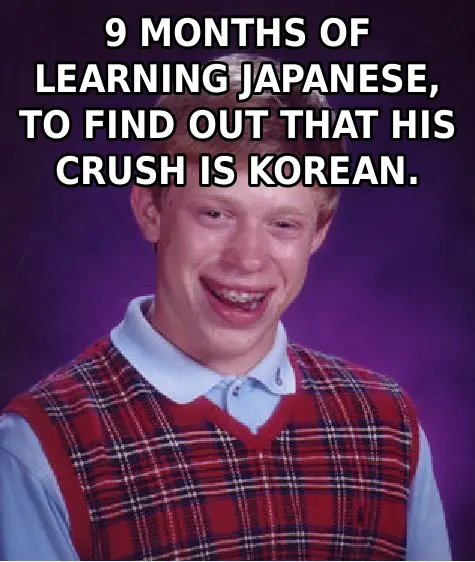 9 MONTHS OF
LEARNING JAPANESE,
TO FIND OUT THAT HIS
CRUSH IS KOREAN.